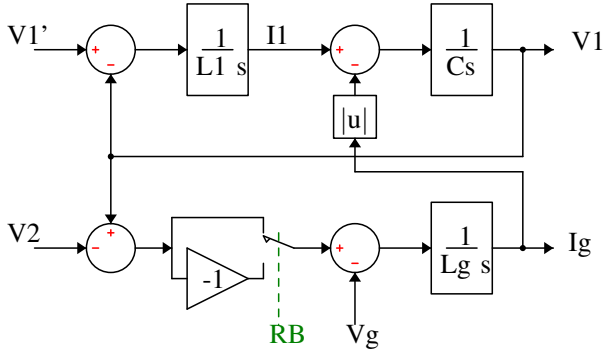 V1' + - 1 I1 + - 1 V1
L1 s Cs
|u|
V2 + - 1 Ig
-1 + - Lg s
RB Vg